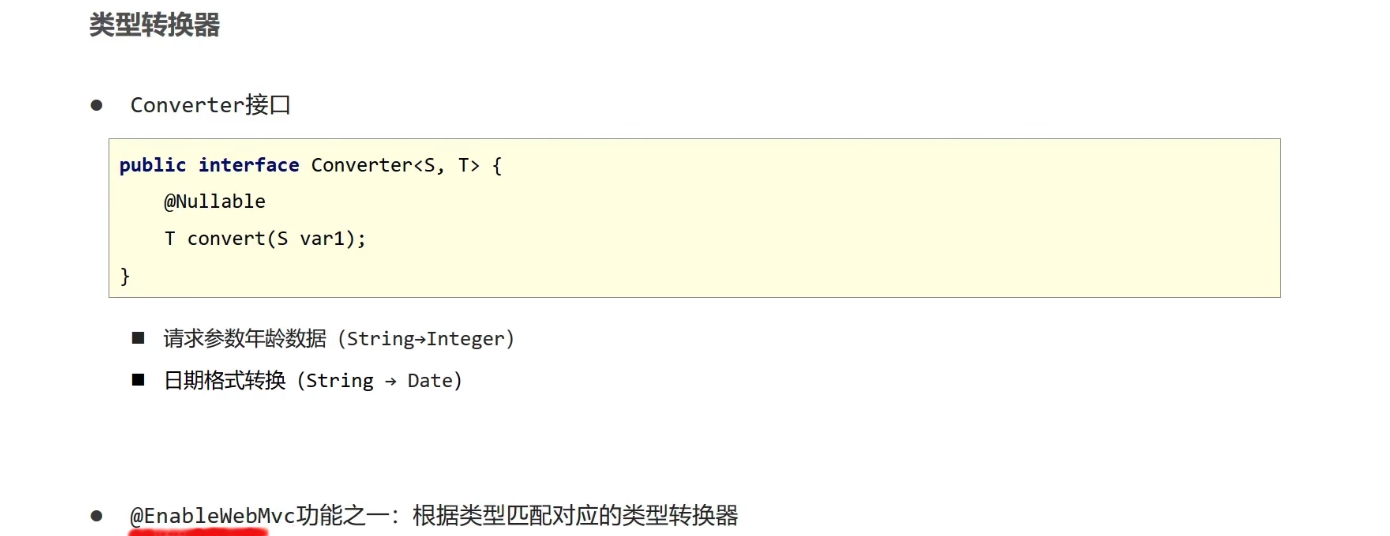 类型转换器
Converter接口
public interface Converter<S, T> {
@Nullable
T convert(S var1);
}
请求参数年龄数据（String→Integer）
日期格式转换（String → Date）
@EnableWebMvc功能之一：根据类型匹配对应的类型转换器